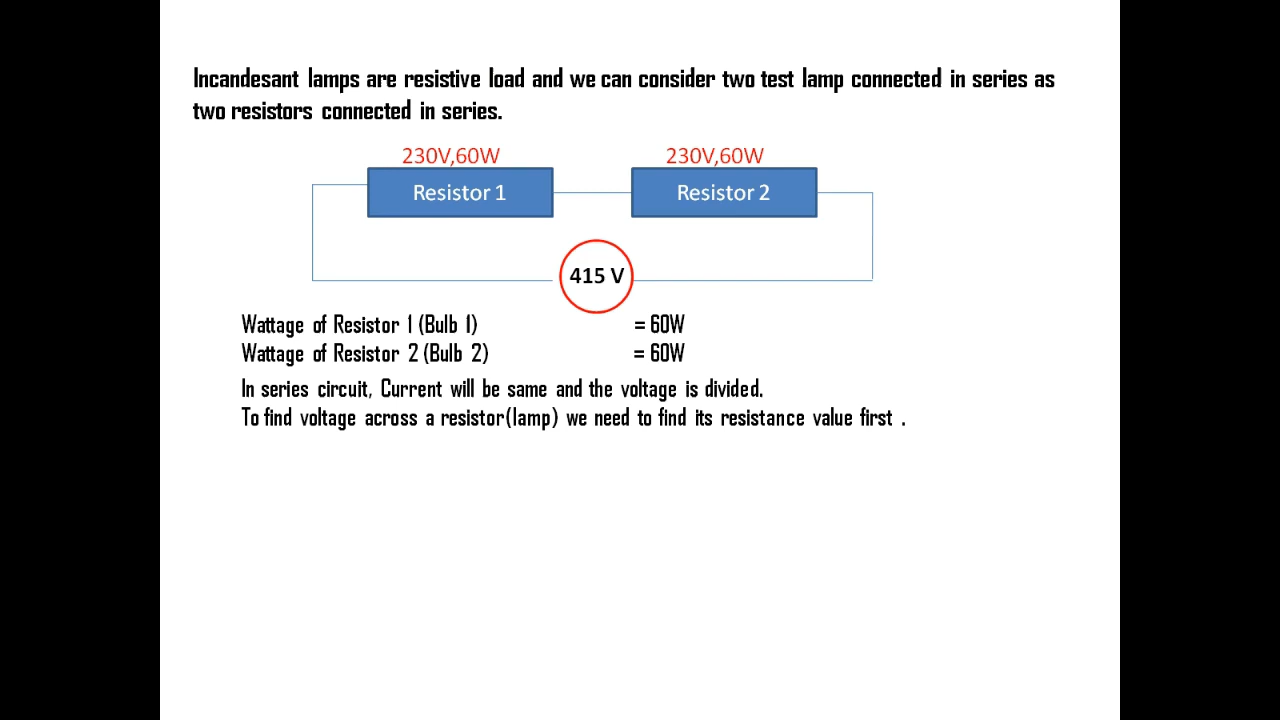 Incandesant lamps are resistive load and we can consider two test lamp connected in series as
two resistors connected in series.
230V,60W
230V,60W
Resistor 1
Resistor 2
415 V
Wattage of Resistor 1 (Bulb 1) = 60W
Wattage of Resistor 2 (Bulb 2) = 60W
In series circuit, Current will be same and the voltage is divided.
To find voltage across a resistor(lamp) we need to find its resistance value first .